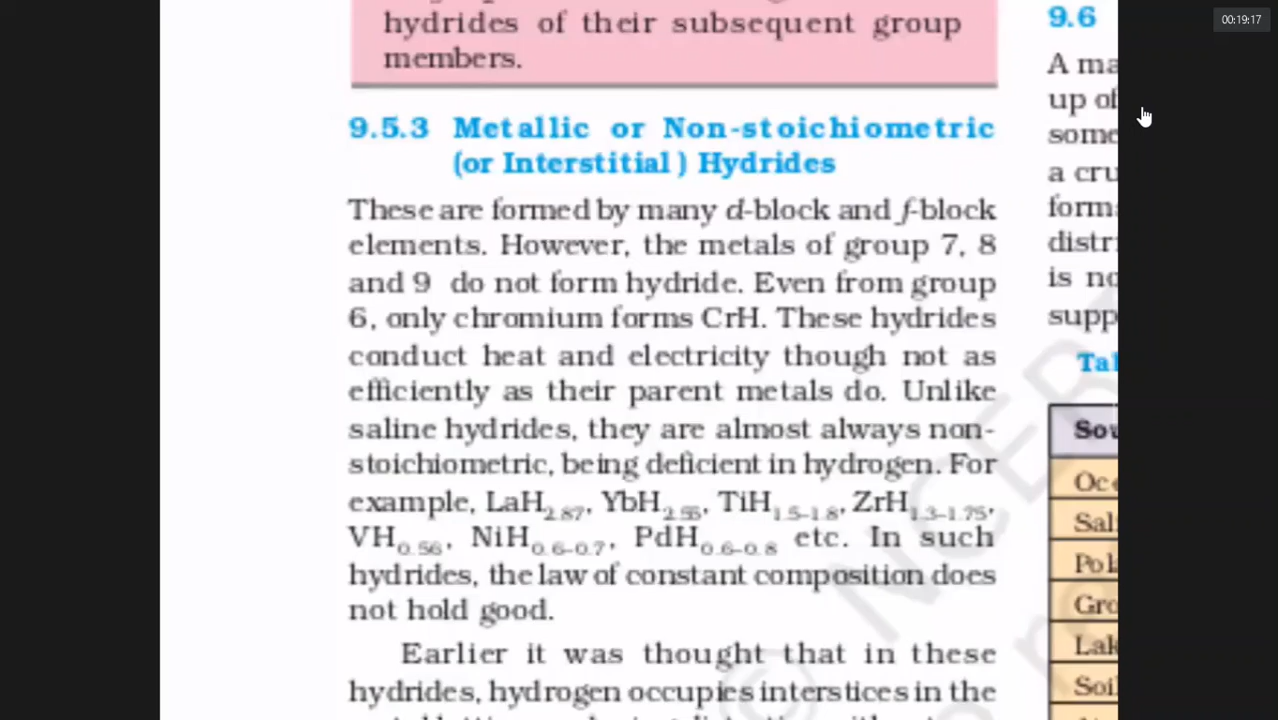 hydrides of their subsequent group
members.
9.5.3 Metallic or Non-stoichiometric
(or Interstitial ) Hydrides
These are formed by many d-block and f-block
elements. However, the metals of group 7, 8
and 9 do not form hydride. Even from group
6, only chromium forms CrH. These hydrides
conduct heat and electricity though not as
efficiently as their parent metals do. Unlike
saline hydrides, they are almost always non-
stoichiometric, being deficient in hydrogen. For
example, LaH2.87, YbH2.55, TiH1.5–1.8, ZrH1.3–1.75,
VH0.56, NiH0.6–0.7, PdH0.6–0.8 etc. In such
hydrides, the law of constant composition does
not hold good.
Earlier it was thought that in these
hydrides, hydrogen occupies interstices in the
9.6
A ma
up of
some
a cru
form
distr
is no
supp
Tal
Sou
Oce
Sal
Pol
Gro
Lak
Soi
© NCER
00:19:17